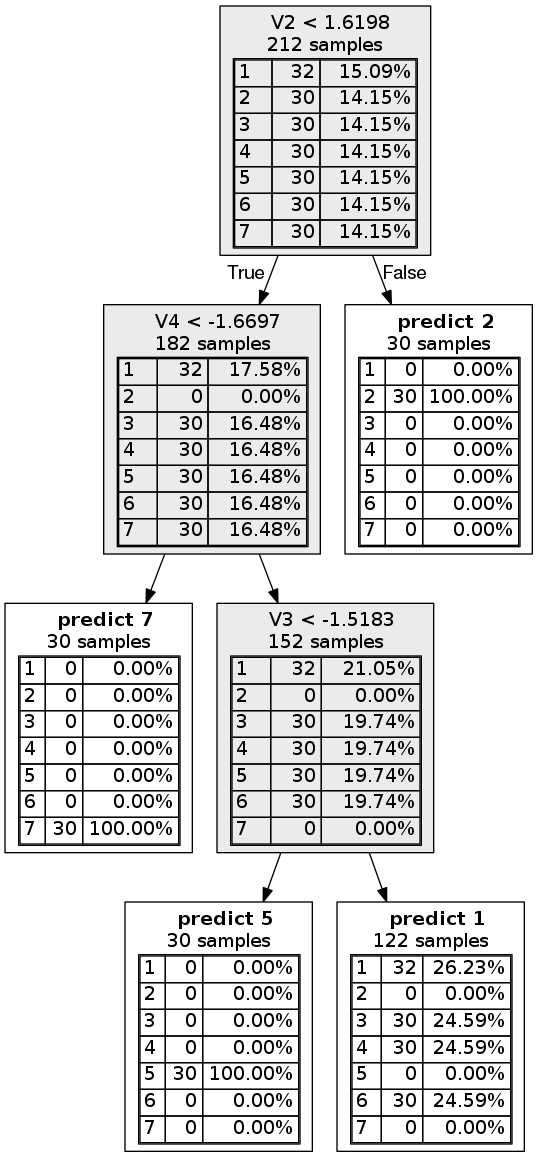 V2 < 1.6198
212 samples
1 32 15.09%
2 30 14.15%
3 30 14.15%
4 30 14.15%
5 30 14.15%
6 30 14.15%
7 30 14.15%
True
False
V4 < -1.6697
182 samples
1 32 17.58%
2 0 0.00%
3 30 16.48%
4 30 16.48%
5 30 16.48%
6 30 16.48%
7 30 16.48%
predict 2
30 samples
1 0 0.00%
2 30 100.00%
3 0 0.00%
4 0 0.00%
5 0 0.00%
6 0 0.00%
7 0 0.00%
predict 7
30 samples
1 0 0.00%
2 0 0.00%
3 0 0.00%
4 0 0.00%
5 0 0.00%
6 0 0.00%
7 30 100.00%
V3 < -1.5183
152 samples
1 32 21.05%
2 0 0.00%
3 30 19.74%
4 30 19.74%
5 30 19.74%
6 30 19.74%
7 0 0.00%
predict 5
30 samples
1 0 0.00%
2 0 0.00%
3 0 0.00%
4 0 0.00%
5 30 100.00%
6 0 0.00%
7 0 0.00%
predict 1
122 samples
1 32 26.23%
2 0 0.00%
3 30 24.59%
4 30 24.59%
5 0 0.00%
6 30 24.59%
7 0 0.00%